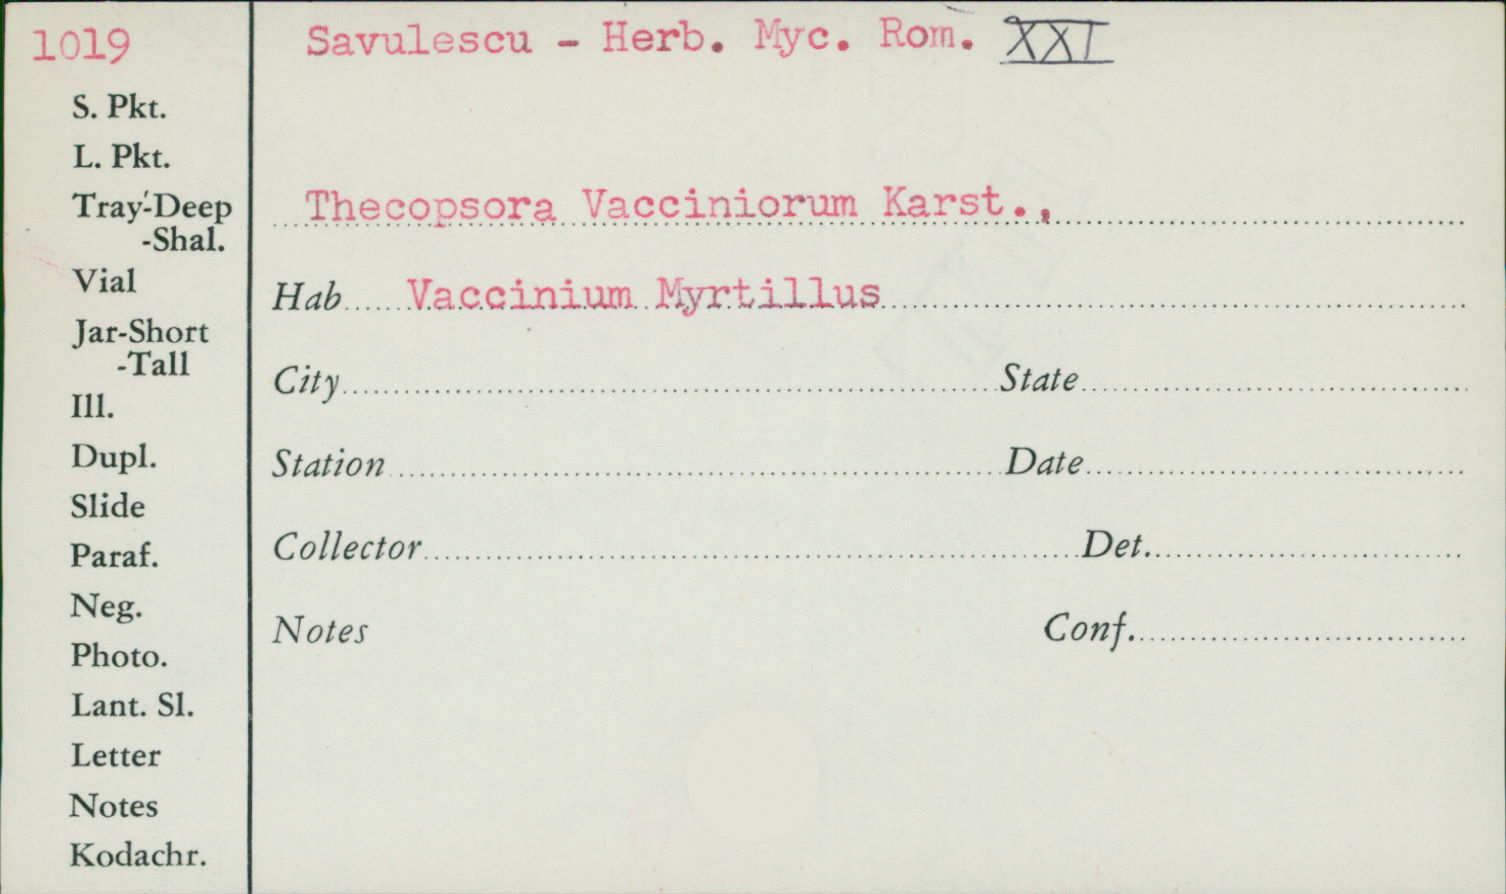 1019
Savulescu - Herb. Myc. Rom. XXI
S. Pkt.
L. Pkt.
Tray-Deep
-Shal.
Vial
Jar-Short
-Tall
Ill.
Dupl.
Slide
Paraf.
Neg.
Photo.
Lant. Sl.
Letter
Notes
Kodachr.
Thecopsora Vacciniorum Karst.,
Hab Vaccinium Myrtillus
City State
Station Date
Collector Det.
Notes Conf.